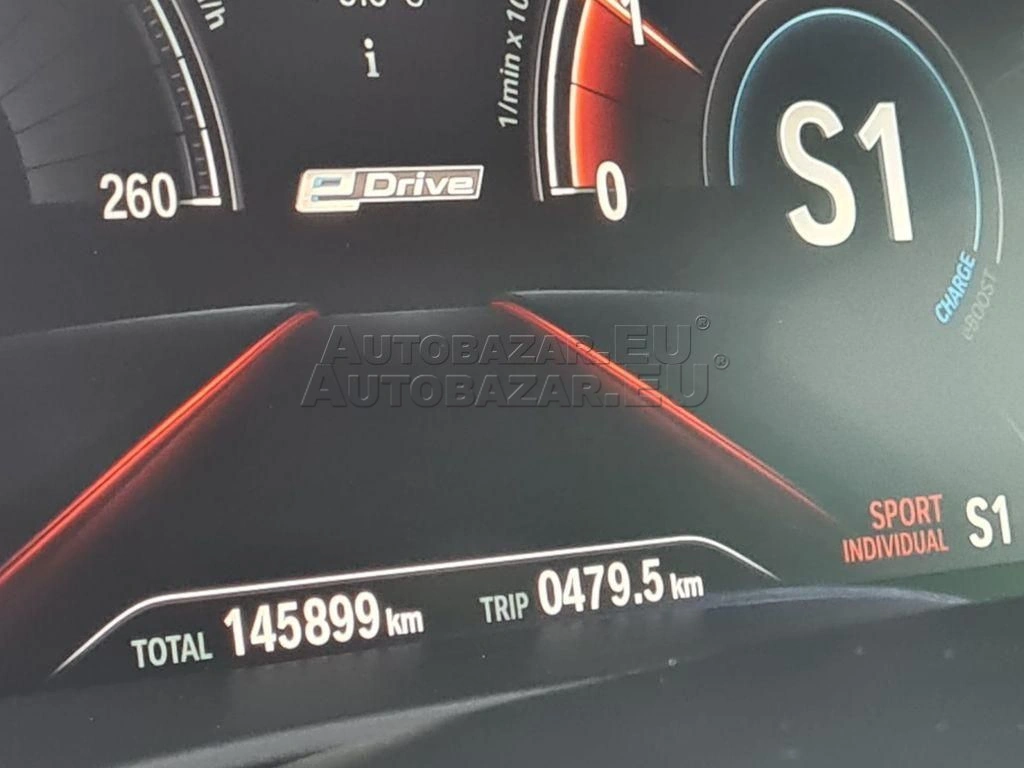 i
1/min x 10
1
260
eDrive
0
S1
CHARGE
eBOOST
AUTOBAZAR.EU®
AUTOBAZAR.EU®
SPORT
INDIVIDUAL S1
TOTAL 145899 km TRIP 0479.5 km